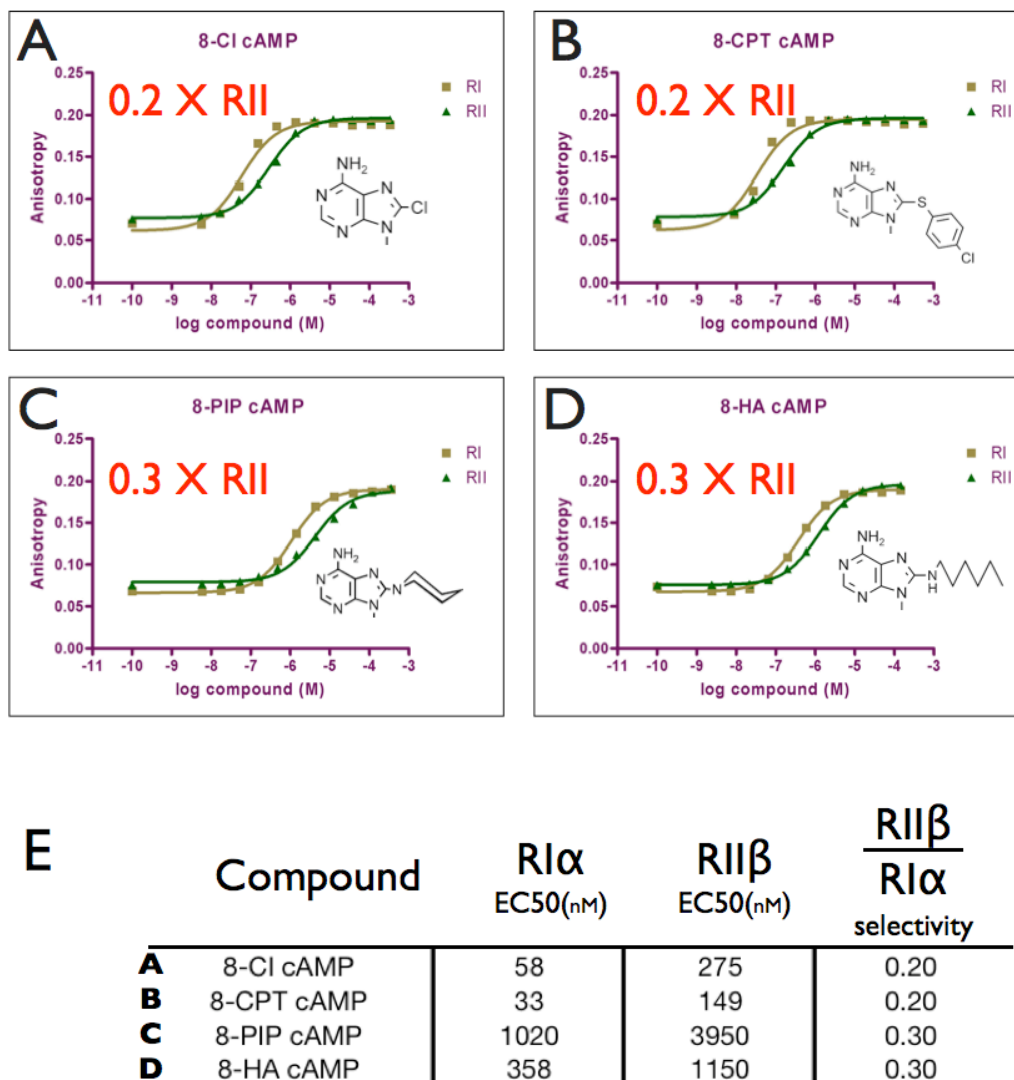 A
8-Cl cAMP
0.2 X RII
RI
RII
Anisotropy
0.25
0.20
0.15
0.10
0.05
0.00
-11 -10 -9 -8 -7 -6 -5 -4 -3
log compound (M)
NH2
N
N
N
N
Cl
B
8-CPT cAMP
0.2 X RII
RI
RII
Anisotropy
0.25
0.20
0.15
0.10
0.05
0.00
-11 -10 -9 -8 -7 -6 -5 -4 -3
log compound (M)
NH2
N
N
N
N
S
Cl
C
8-PIP cAMP
0.3 X RII
RI
RII
Anisotropy
0.25
0.20
0.15
0.10
0.05
0.00
-11 -10 -9 -8 -7 -6 -5 -4 -3
log compound (M)
NH2
N
N
N
N
N
D
8-HA cAMP
0.3 X RII
RI
RII
Anisotropy
0.25
0.20
0.15
0.10
0.05
0.00
-11 -10 -9 -8 -7 -6 -5 -4 -3
log compound (M)
NH2
N
N
N
N
N
H
E
Compound
RIα
EC50(nM)
RIIβ
EC50(nM)
RIIβ
RIα
selectivity
A 8-Cl cAMP 58 275 0.20
B 8-CPT cAMP 33 149 0.20
C 8-PIP cAMP 1020 3950 0.30
D 8-HA cAMP 358 1150 0.30